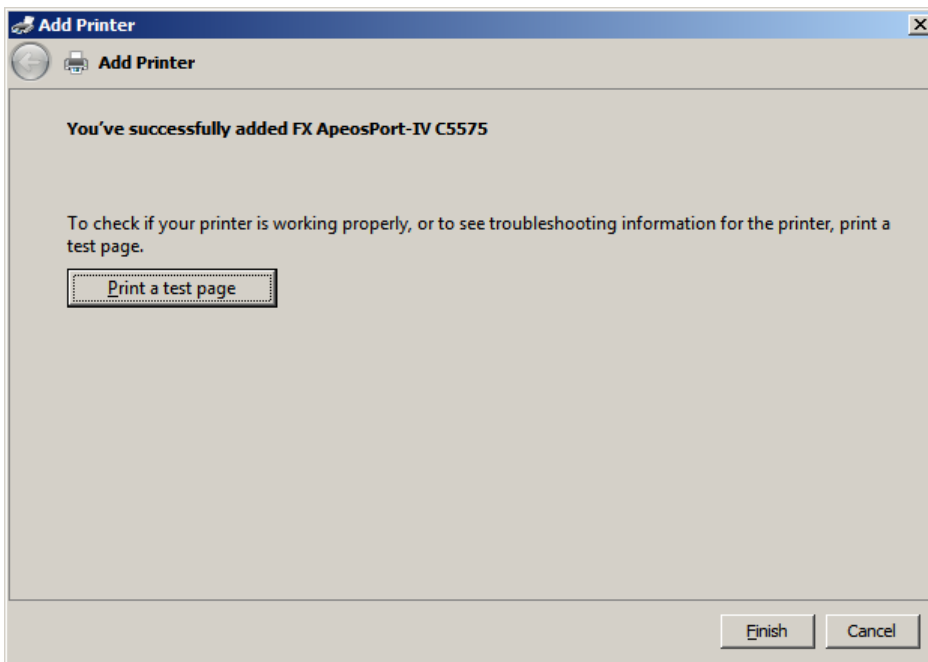 Add Printer
Add Printer
You've successfully added FX ApeosPort-IV C5575
To check if your printer is working properly, or to see troubleshooting information for the printer, print a
test page.
Print a test page
Finish Cancel